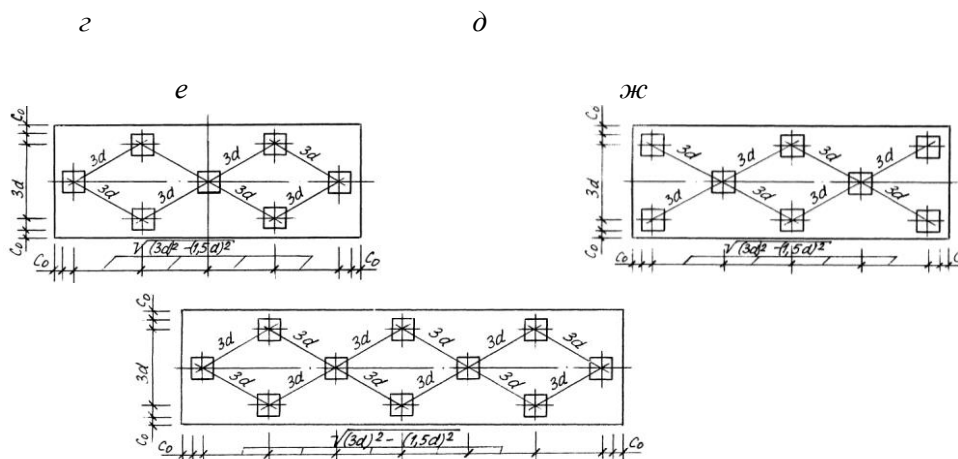 г д
е ж
C₀ 3d C₀
3d 3d 3d 3d
3d 3d 3d 3d
√(3d)²-(1,5d)²
C₀ C₀
C₀ 3d C₀
3d 3d 3d 3d
3d 3d 3d 3d
√(3d)²-(1,5d)²
C₀ C₀
C₀ 3d C₀
3d 3d 3d 3d 3d 3d
3d 3d 3d 3d 3d 3d
√(3d)² - (1,5d)²
C₀ C₀